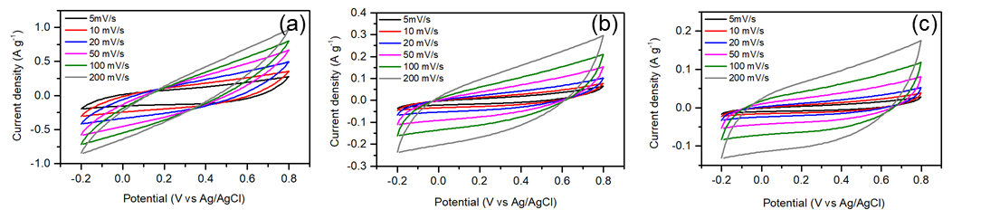 (a)
5mV/s
10 mV/s
20 mV/s
50 mV/s
100 mV/s
200 mV/s
Current density (A g⁻¹)
1.0
0.5
0.0
-0.5
-1.0
-0.2 0.0 0.2 0.4 0.6 0.8
Potential (V vs Ag/AgCl)
(b)
5mV/s
10 mV/s
20 mV/s
50 mV/s
100 mV/s
200 mV/s
Current density (A g⁻¹)
0.4
0.3
0.2
0.1
0.0
-0.1
-0.2
-0.3
-0.2 0.0 0.2 0.4 0.6 0.8
Potential (V vs Ag/AgCl)
(c)
5mV/s
10 mV/s
20 mV/s
50 mV/s
100 mV/s
200 mV/s
Current density (A g⁻¹)
0.2
0.1
0.0
-0.1
-0.2 0.0 0.2 0.4 0.6 0.8
Potential (V vs Ag/AgCl)